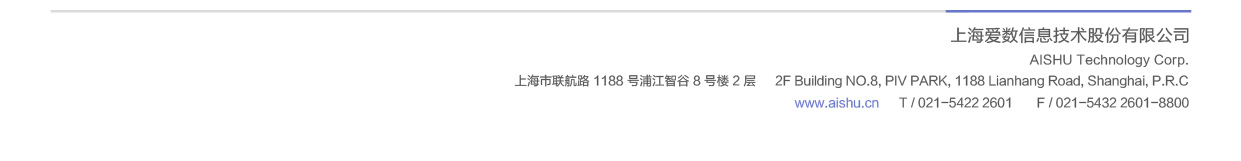 上海爱数信息技术股份有限公司
AISHU Technology Corp.
上海市联航路 1188 号浦江智谷 8 号楼 2 层 2F Building NO.8, PIV PARK, 1188 Lianhang Road, Shanghai, P.R.C
www.aishu.cn T / 021-5422 2601 F / 021-5432 2601-8800